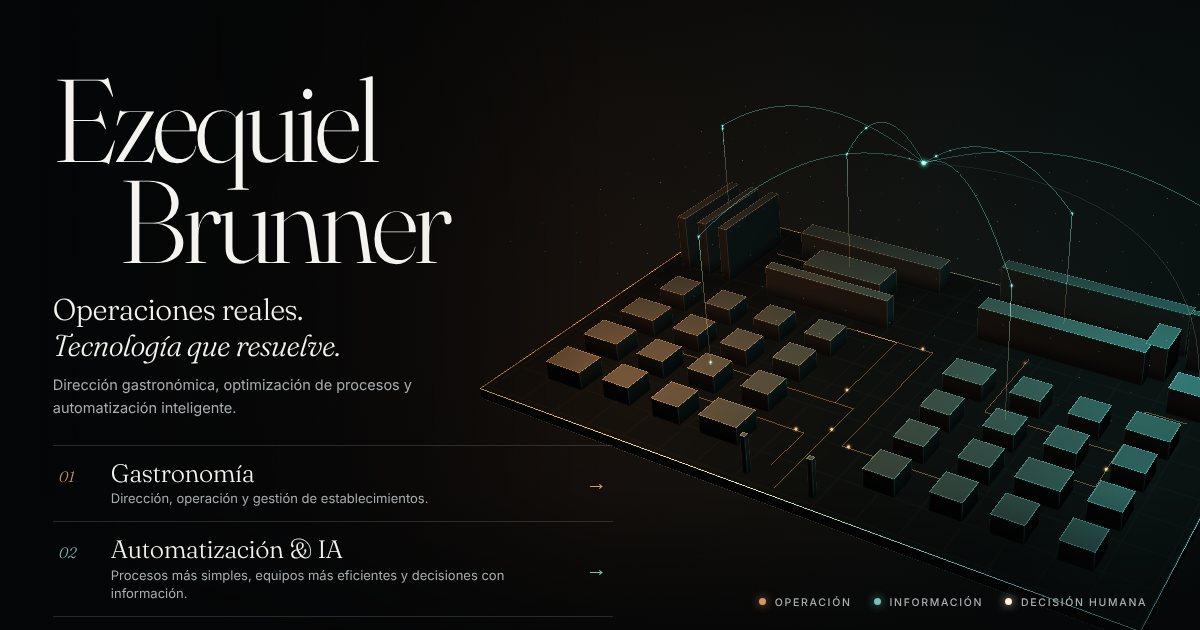 Ezequiel
Brunner
Operaciones reales.
Tecnología que resuelve.
Dirección gastronómica, optimización de procesos y
automatización inteligente.
01
Gastronomía
Dirección, operación y gestión de establecimientos.
→
02
Automatización & IA
Procesos más simples, equipos más eficientes y decisiones con
información.
→
OPERACIÓN
INFORMACIÓN
DECISIÓN HUMANA